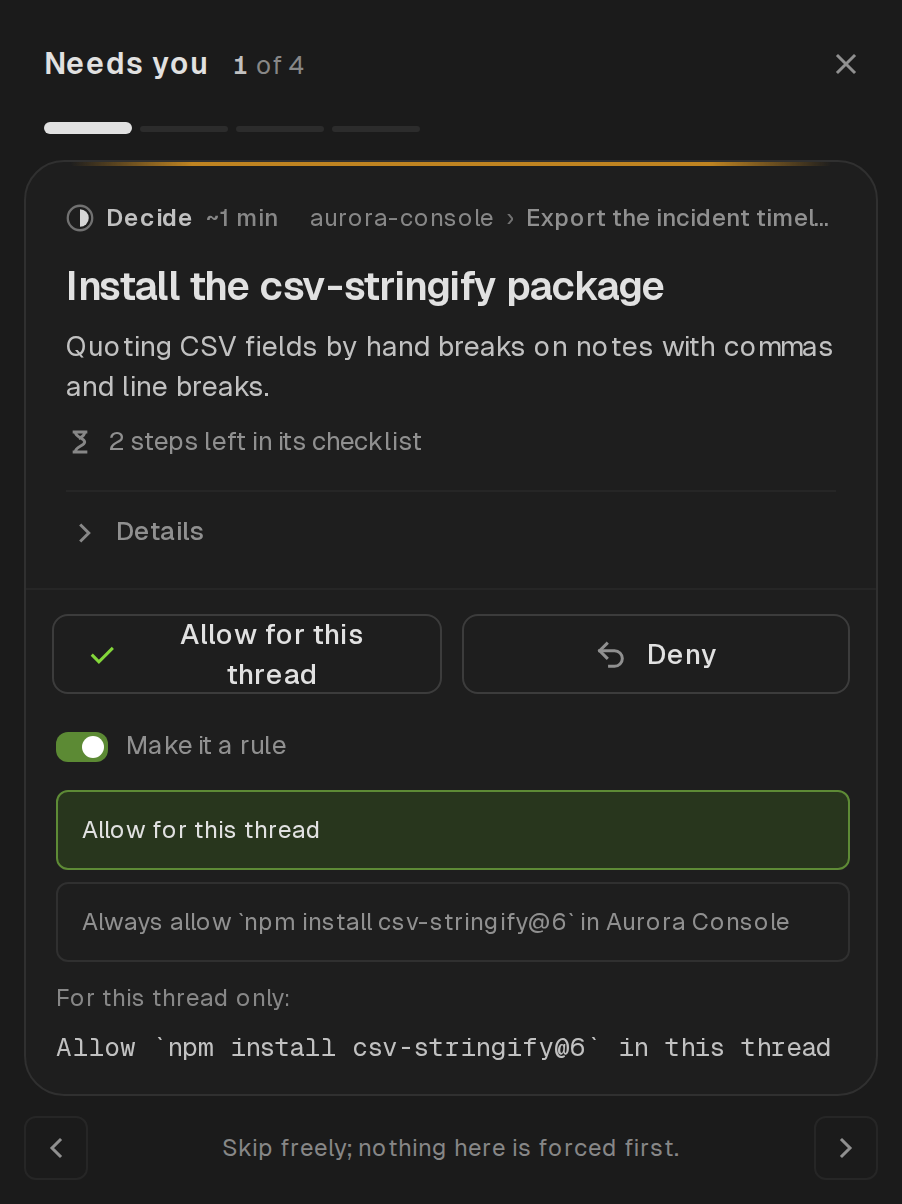 Needs you 1 of 4
Decide ~1 min aurora-console › Export the incident timel…
Install the csv-stringify package
Quoting CSV fields by hand breaks on notes with commas
and line breaks.
2 steps left in its checklist
Details
Allow for this
thread
Deny
Make it a rule
Allow for this thread
Always allow `npm install csv-stringify@6` in Aurora Console
For this thread only:
Allow `npm install csv-stringify@6` in this thread
Skip freely; nothing here is forced first.